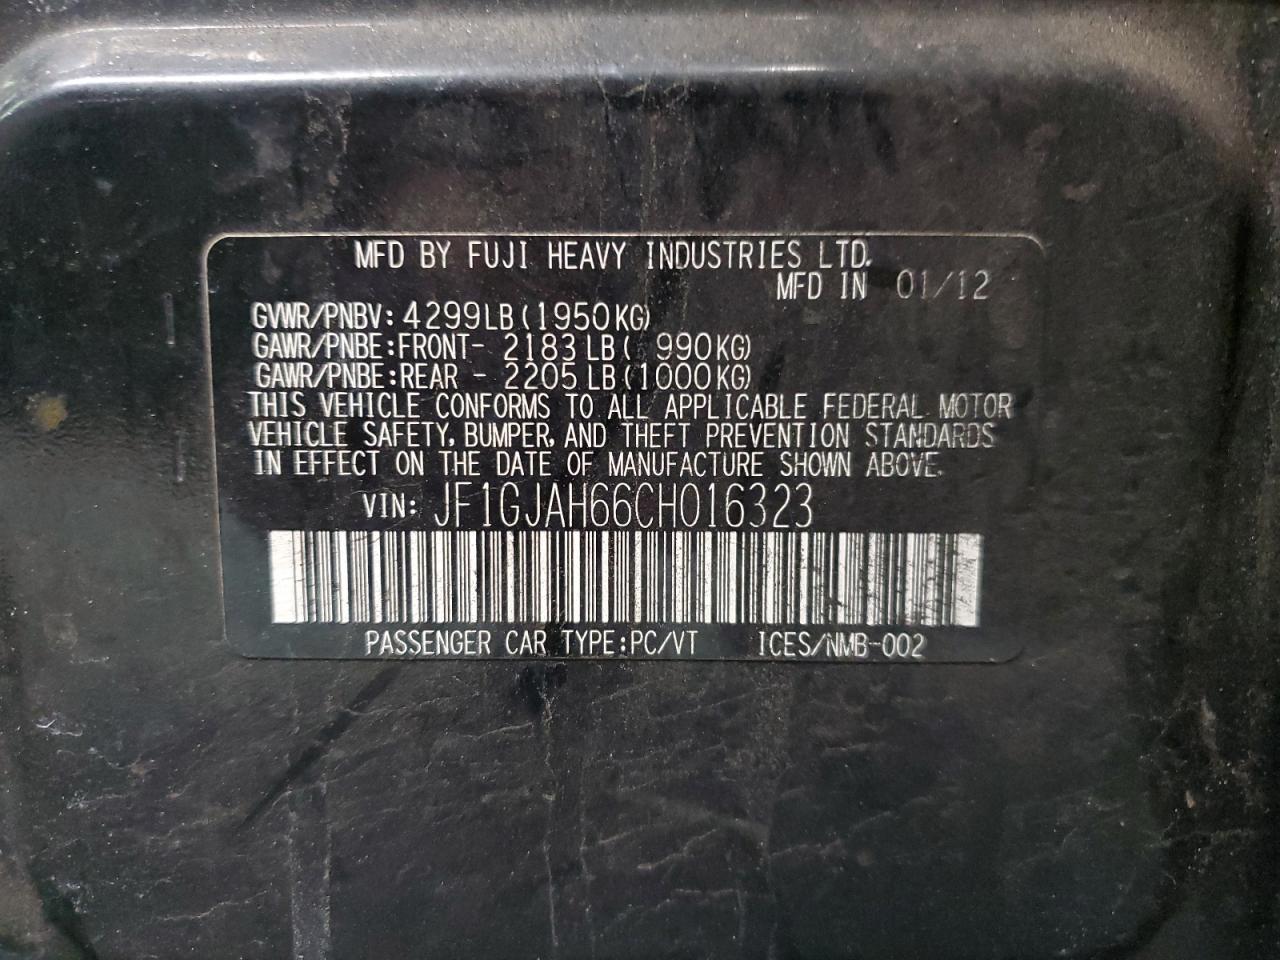 MFD BY FUJI HEAVY INDUSTRIES LTD.
MFD IN 01/12
GVWR/PNBV: 4299LB (1950KG)
GAWR/PNBE: FRONT- 2183LB ( 990KG)
GAWR/PNBE: REAR - 2205LB (1000KG)
THIS VEHICLE CONFORMS TO ALL APPLICABLE FEDERAL MOTOR
VEHICLE SAFETY, BUMPER, AND THEFT PREVENTION STANDARDS
IN EFFECT ON THE DATE OF MANUFACTURE SHOWN ABOVE.
VIN: JF1GJAH66CH016323
PASSENGER CAR TYPE:PC/VT ICES/NMB-002